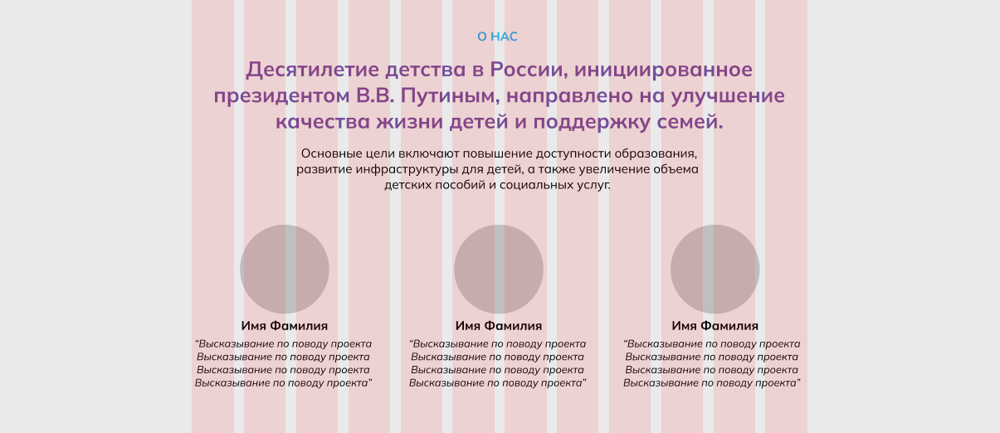 О НАС
Десятилетие детства в России, инициированное
президентом В.В. Путиным, направлено на улучшение
качества жизни детей и поддержку семей.
Основные цели включают повышение доступности образования,
развитие инфраструктуры для детей, а также увеличение объема
детских пособий и социальных услуг.
Имя Фамилия
“Высказывание по поводу проекта
Высказывание по поводу проекта
Высказывание по поводу проекта
Высказывание по поводу проекта”
Имя Фамилия
“Высказывание по поводу проекта
Высказывание по поводу проекта
Высказывание по поводу проекта
Высказывание по поводу проекта”
Имя Фамилия
“Высказывание по поводу проекта
Высказывание по поводу проекта
Высказывание по поводу проекта
Высказывание по поводу проекта”